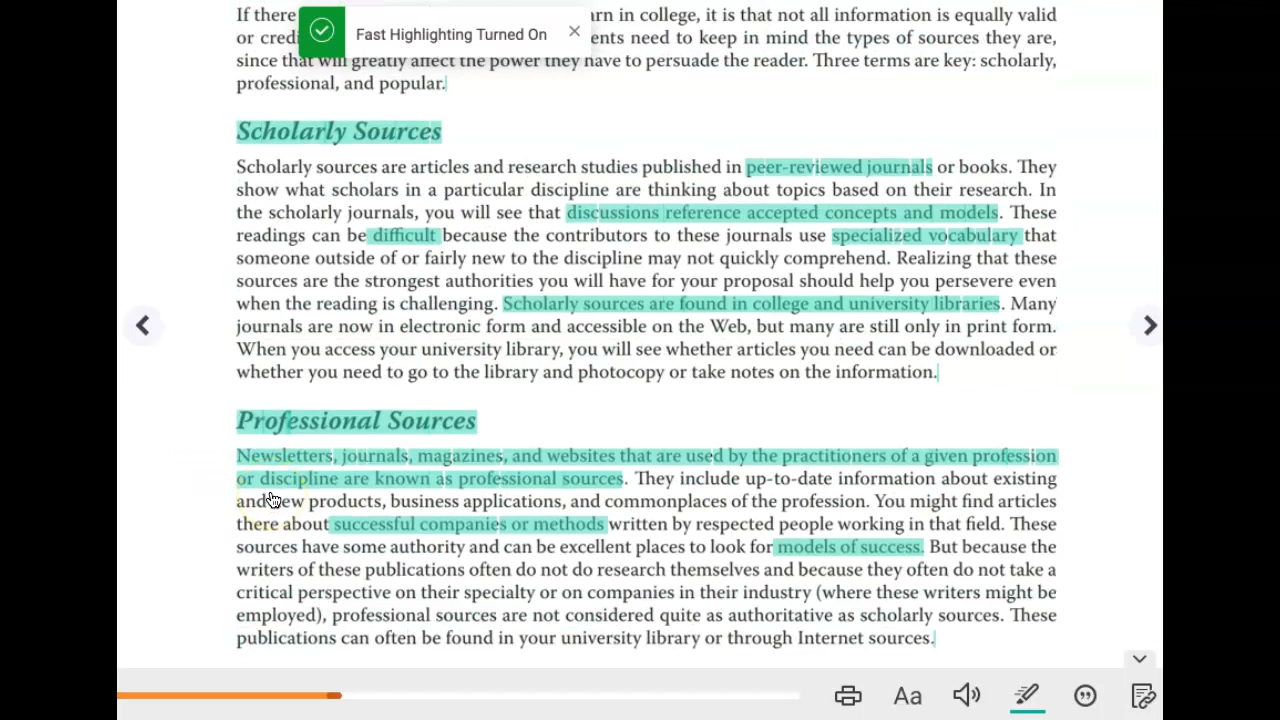 If there
rn in college, it is that not all information is equally valid
Fast Highlighting Turned On
or credi
ents need to keep in mind the types of sources they are,
since that will greatly affect the power they have to persuade the reader. Three terms are key: scholarly,
professional, and popular.
Scholarly Sources
Scholarly sources are articles and research studies published in peer-reviewed journals or books. They
show what scholars in a particular discipline are thinking about topics based on their research. In
the scholarly journals, you will see that discussions reference accepted concepts and models. These
readings can be difficult because the contributors to these journals use specialized vocabulary that
someone outside of or fairly new to the discipline may not quickly comprehend. Realizing that these
sources are the strongest authorities you will have for your proposal should help you persevere even
when the reading is challenging. Scholarly sources are found in college and university libraries. Many
journals are now in electronic form and accessible on the Web, but many are still only in print form.
When you access your university library, you will see whether articles you need can be downloaded or
whether you need to go to the library and photocopy or take notes on the information.
Professional Sources
Newsletters, journals, magazines, and websites that are used by the practitioners of a given profession
or discipline are known as professional sources. They include up-to-date information about existing
and new products, business applications, and commonplaces of the profession. You might find articles
there about successful companies or methods written by respected people working in that field. These
sources have some authority and can be excellent places to look for models of success. But because the
writers of these publications often do not do research themselves and because they often do not take a
critical perspective on their specialty or on companies in their industry (where these writers might be
employed), professional sources are not considered quite as authoritative as scholarly sources. These
publications can often be found in your university library or through Internet sources.
Aa